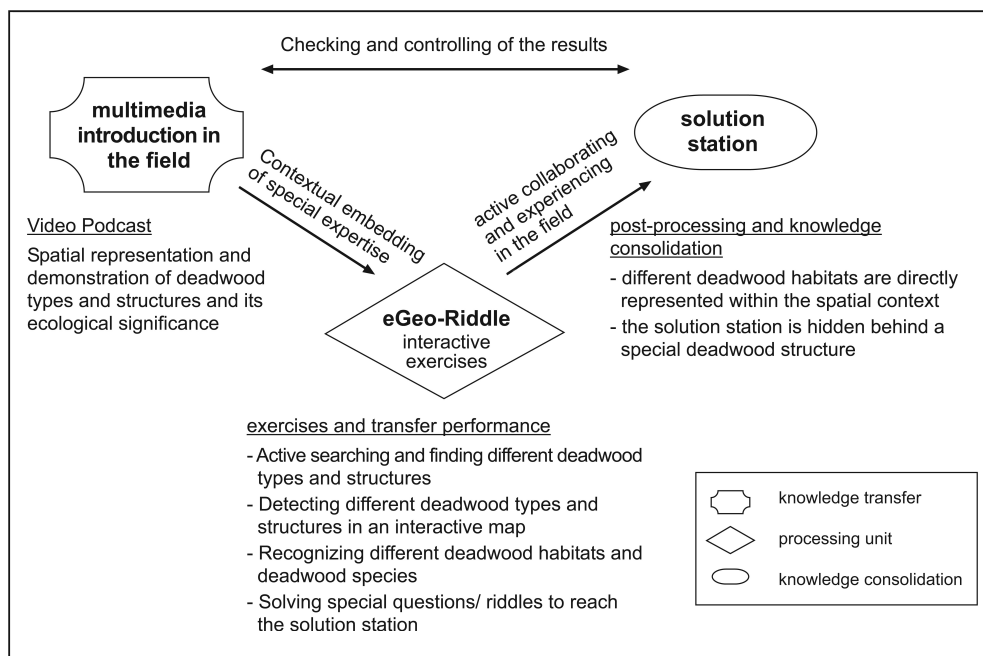 Checking and controlling of the results
multimedia
introduction in
the field
solution
station
Contextual embedding
of special expertise
active collaborating
and experiencing
in the field
Video Podcast
Spatial representation and
demonstration of deadwood
types and structures and its
ecological significance
post-processing and knowledge
consolidation
- different deadwood habitats are directly
represented within the spatial context
- the solution station is hidden behind a
special deadwood structure
eGeo-Riddle
interactive
exercises
exercises and transfer performance
- Active searching and finding different deadwood
types and structures
- Detecting different deadwood types and
structures in an interactive map
- Recognizing different deadwood habitats and
deadwood species
- Solving special questions/ riddles to reach
the solution station
knowledge transfer
processing unit
knowledge consolidation